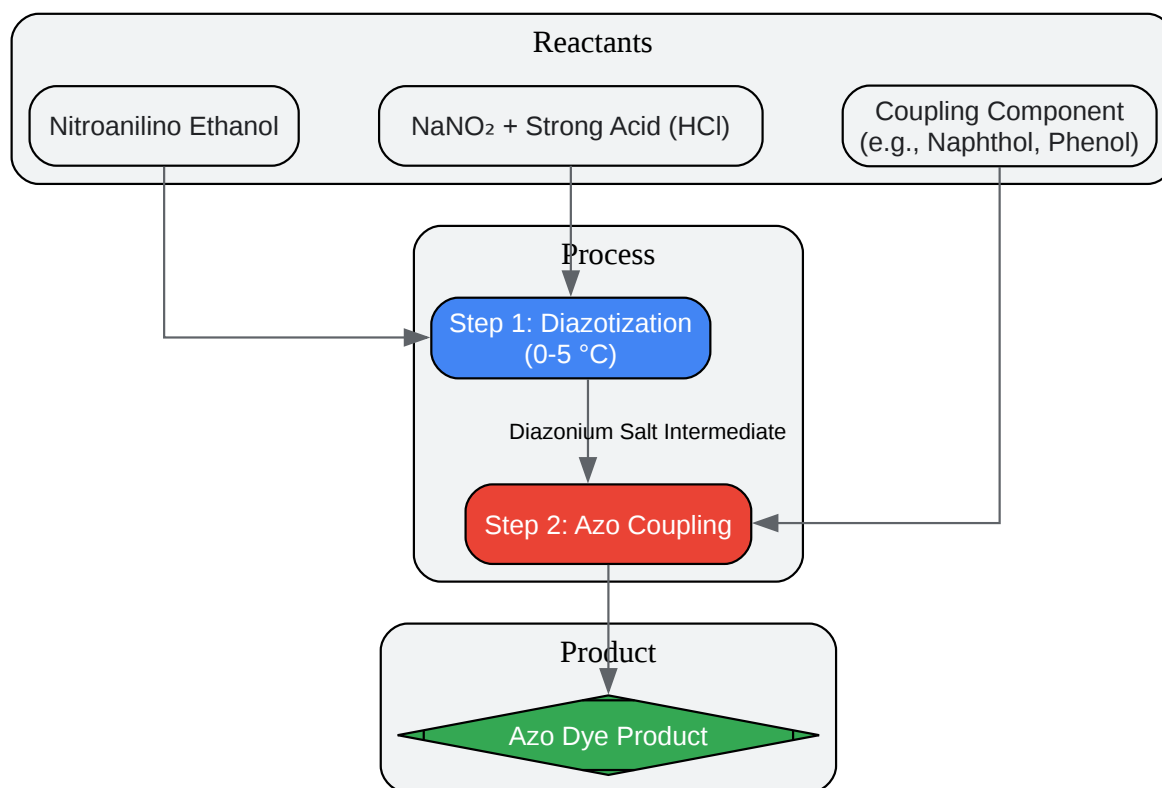 Reactants
Nitroanilino Ethanol
NaNO₂ + Strong Acid (HCl)
Coupling Component
(e.g., Naphthol, Phenol)
Process
Step 1: Diazotization
(0-5 °C)
Diazonium Salt Intermediate
Step 2: Azo Coupling
Product
Azo Dye Product